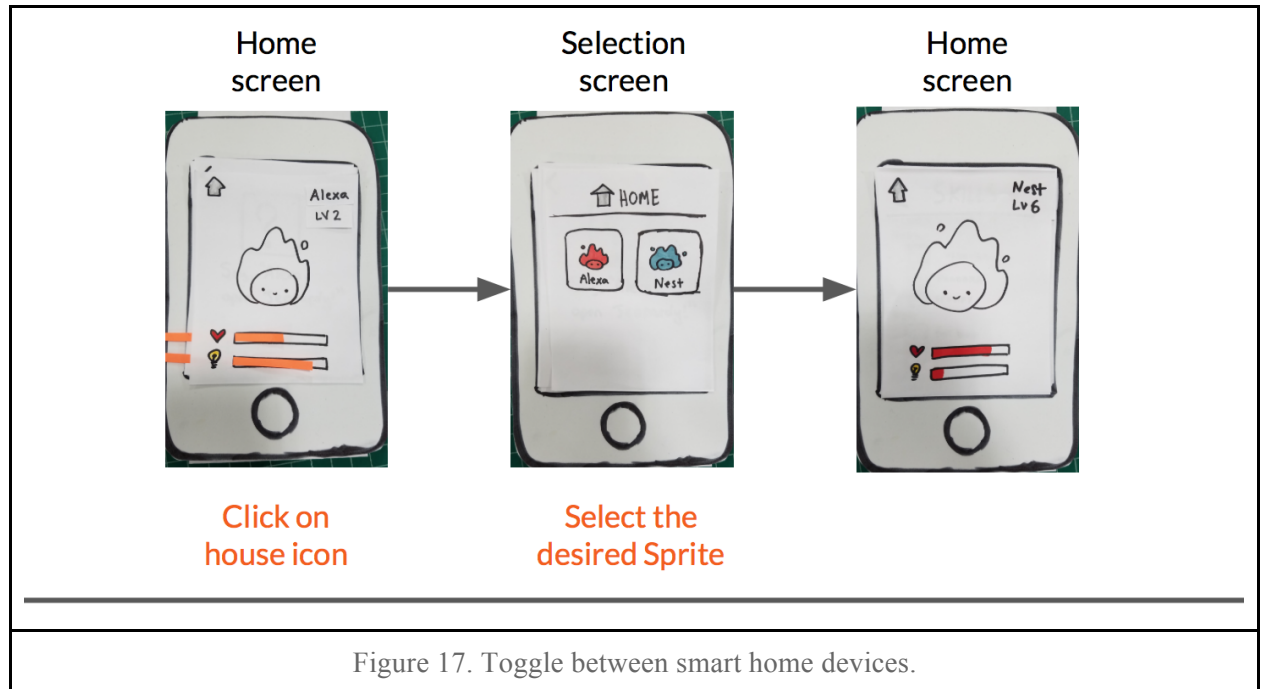 Home
screen
Selection
screen
Home
screen
Alexa
LV 2
HOME
Alexa
Nest
Nest
Lv 6
Click on
house icon
Select the
desired Sprite
Figure 17. Toggle between smart home devices.